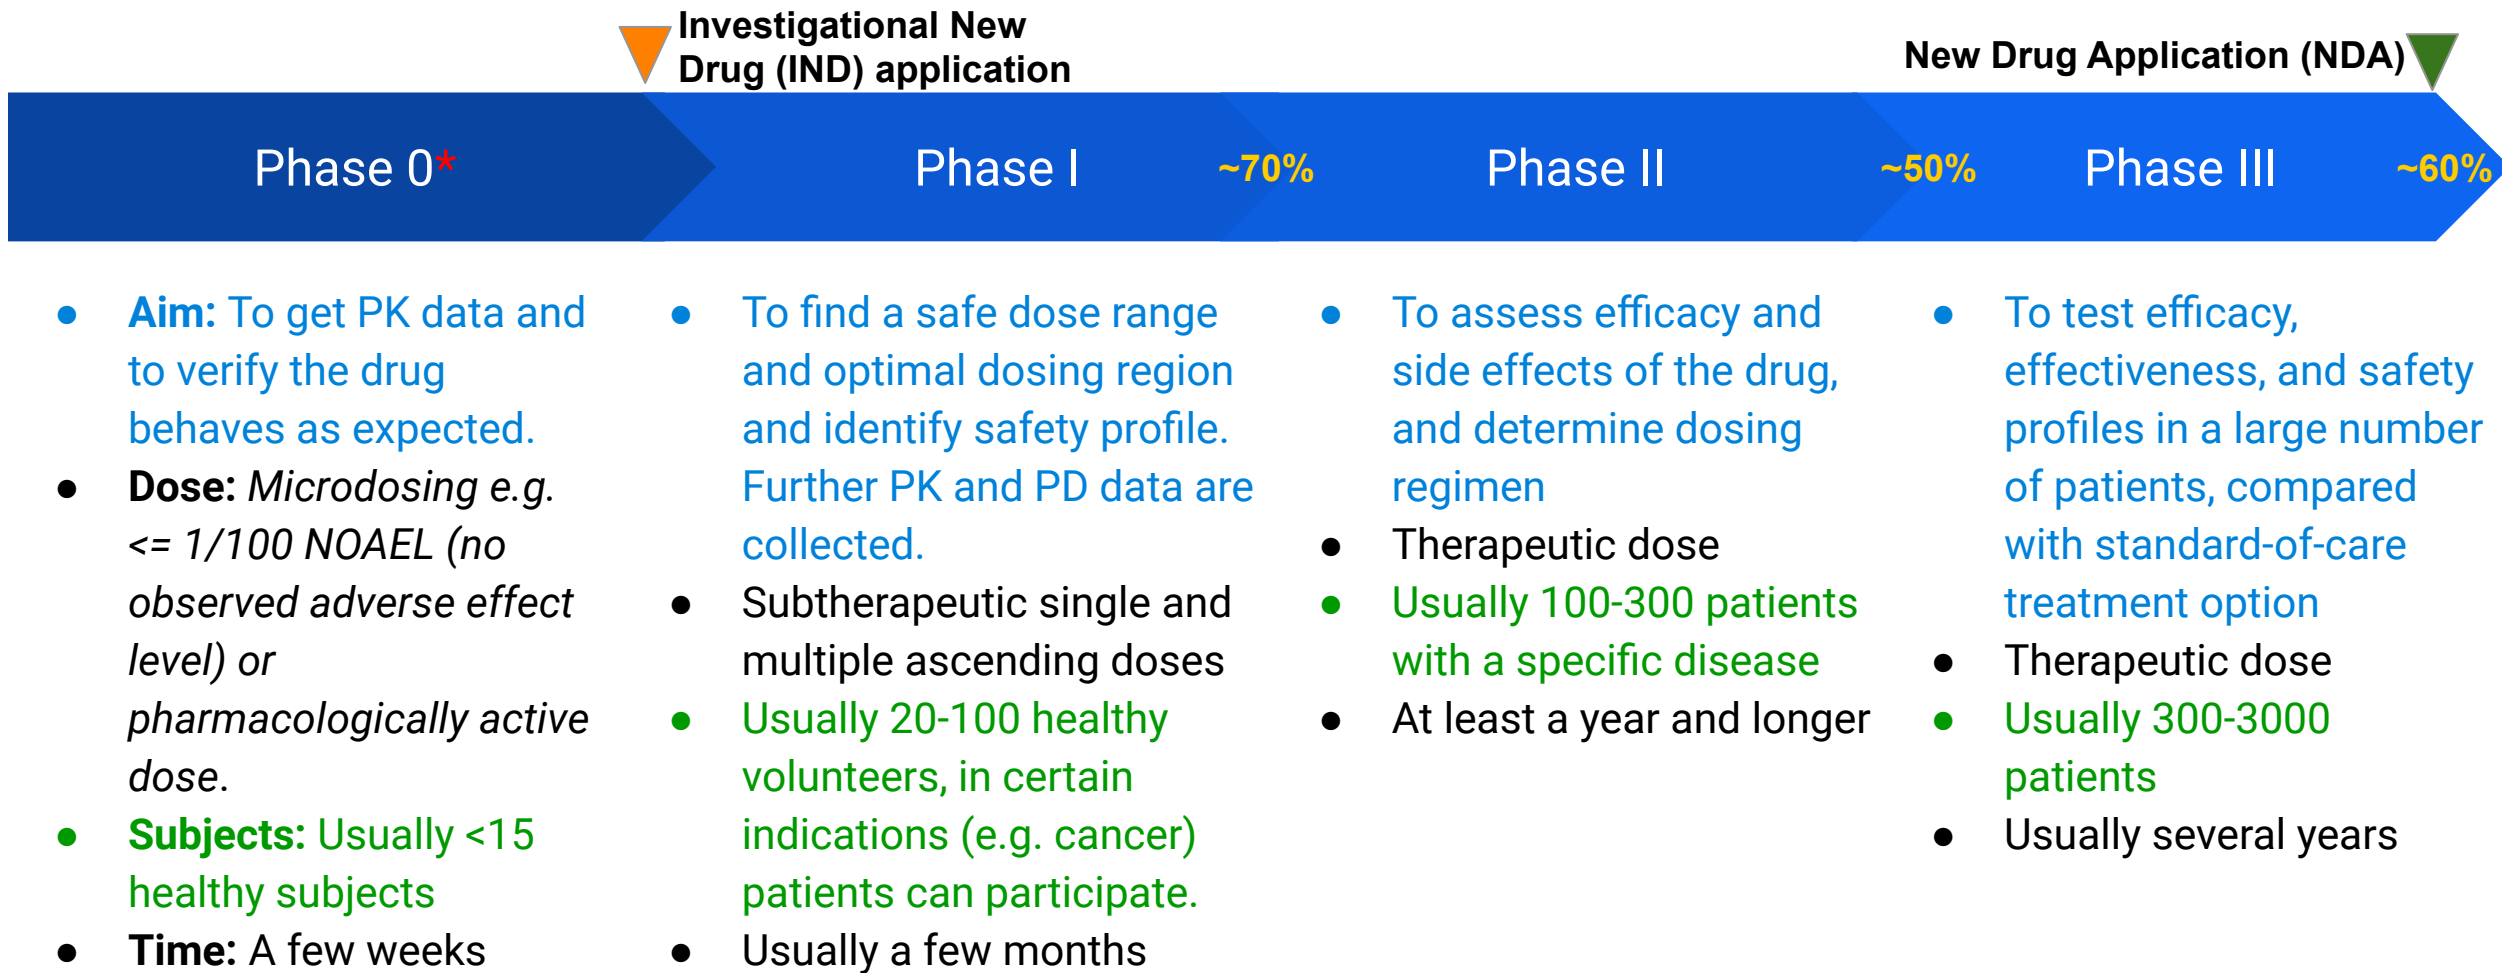 Investigational New
Drug (IND) application
New Drug Application (NDA)
Phase 0*
Phase I
~70%
Phase II
~50%
Phase III
~60%
● Aim: To get PK data and
to verify the drug
behaves as expected.
● Dose: Microdosing e.g.
<= 1/100 NOAEL (no
observed adverse effect
level) or
pharmacologically active
dose.
● Subjects: Usually <15
healthy subjects
● Time: A few weeks
● To find a safe dose range
and optimal dosing region
and identify safety profile.
Further PK and PD data are
collected.
● Subtherapeutic single and
multiple ascending doses
● Usually 20-100 healthy
volunteers, in certain
indications (e.g. cancer)
patients can participate.
● Usually a few months
● To assess efficacy and
side effects of the drug,
and determine dosing
regimen
● Therapeutic dose
● Usually 100-300 patients
with a specific disease
● At least a year and longer
● To test efficacy,
effectiveness, and safety
profiles in a large number
of patients, compared
with standard-of-care
treatment option
● Therapeutic dose
● Usually 300-3000
patients
● Usually several years